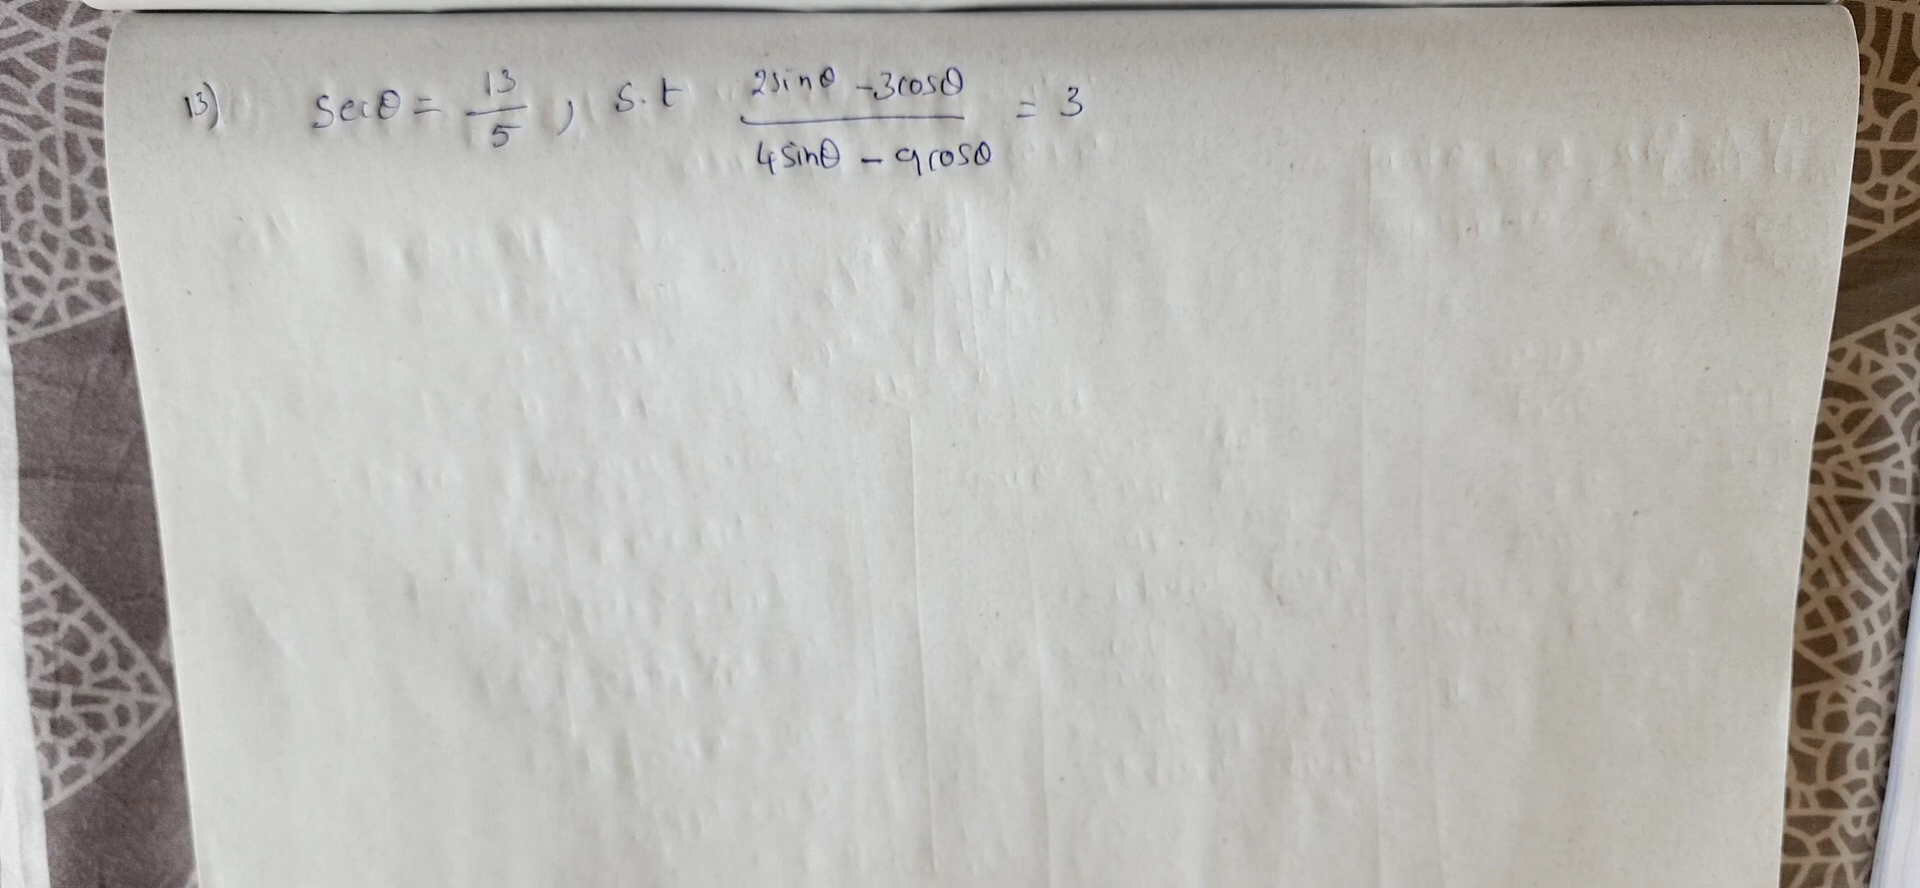 13) secθ = 13/5, s.t (2sinθ - 3cosθ)/(4sinθ - 9cosθ) = 3